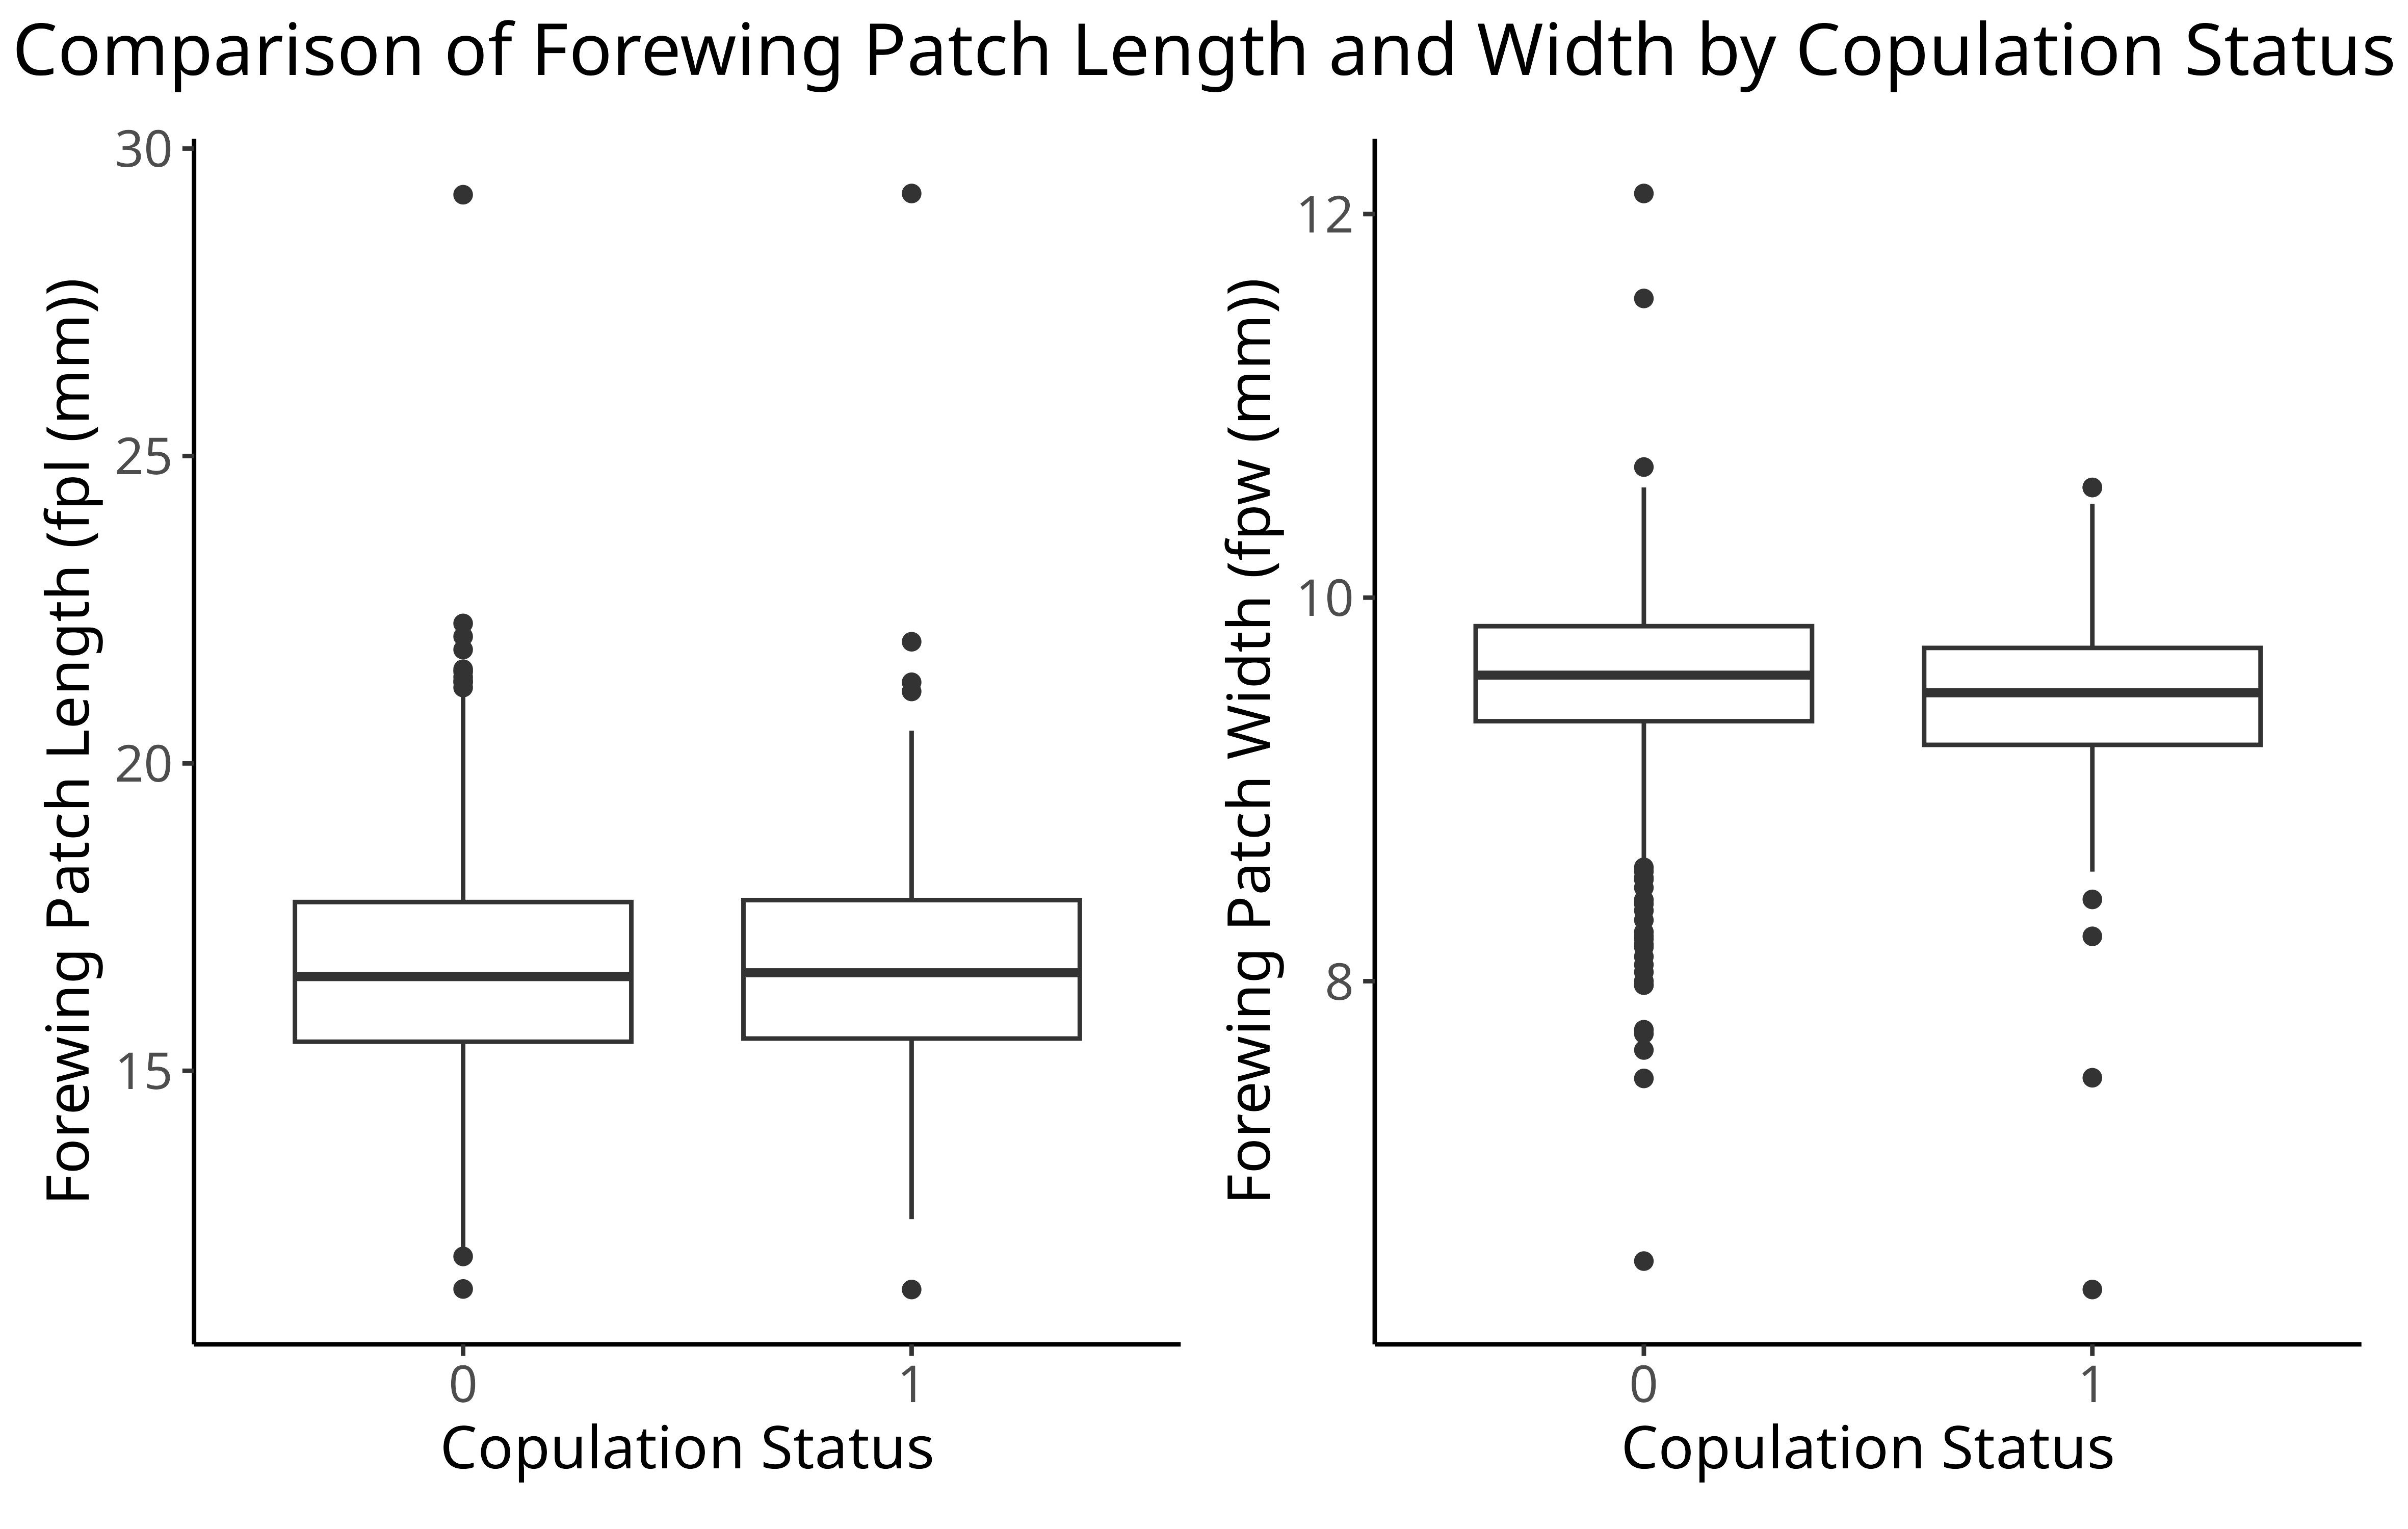 Comparison of Forewing Patch Length and Width by Copulation Status
Forewing Patch Length (fpl (mm))
30
25
20
15
0
1
Copulation Status
Forewing Patch Width (fpw (mm))
12
10
8
0
1
Copulation Status